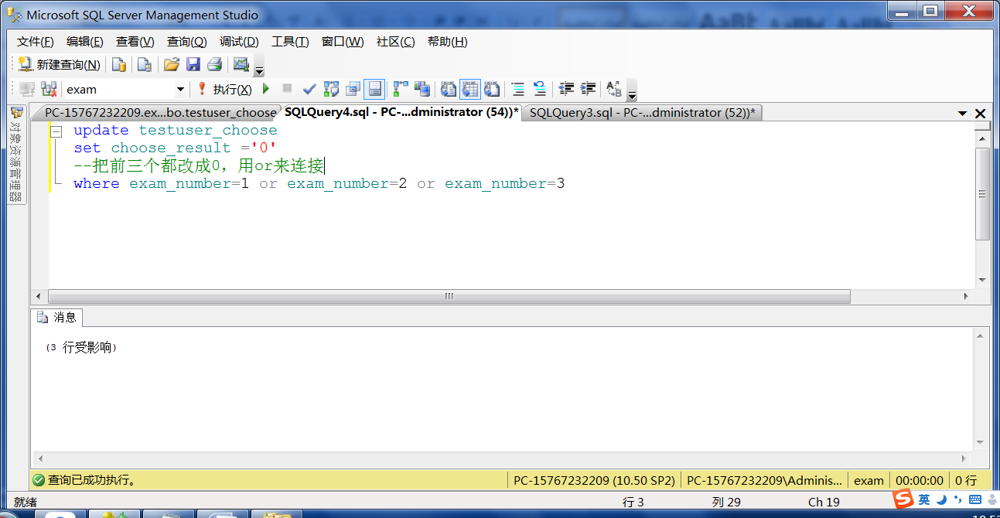 Microsoft SQL Server Management Studio
文件(F) 编辑(E) 查看(V) 查询(Q) 调试(D) 工具(T) 窗口(W) 社区(C) 帮助(H)
新建查询(N)
exam 执行(X)
PC-15767232209.ex...bo.testuser_choose SQLQuery4.sql - PC-...dministrator (54))* SQLQuery3.sql - PC-...dministrator (52))*
对象资源管理器
update testuser_choose
set choose_result ='0'
--把前三个都改成0，用or来连接
where exam_number=1 or exam_number=2 or exam_number=3
消息
(3 行受影响)
查询已成功执行。 PC-15767232209 (10.50 SP2) PC-15767232209\Adminis... exam 00:00:00 0 行
就绪 行 3 列 29 Ch 19 英